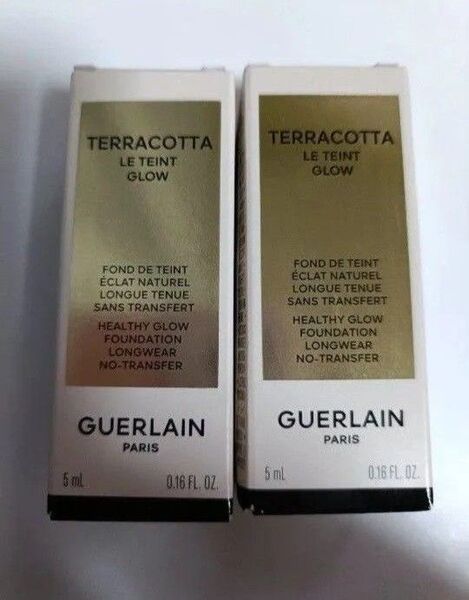 TERRACOTTA
LE TEINT
GLOW
FOND DE TEINT
ÉCLAT NATUREL
LONGUE TENUE
SANS TRANSFERT
HEALTHY GLOW
FOUNDATION
LONGWEAR
NO-TRANSFER
GUERLAIN
PARIS
5 mL 0.16 FL. OZ.
TERRACOTTA
LE TEINT
GLOW
FOND DE TEINT
ÉCLAT NATUREL
LONGUE TENUE
SANS TRANSFERT
HEALTHY GLOW
FOUNDATION
LONGWEAR
NO-TRANSFER
GUERLAIN
PARIS
5 mL 0.16 FL. OZ.